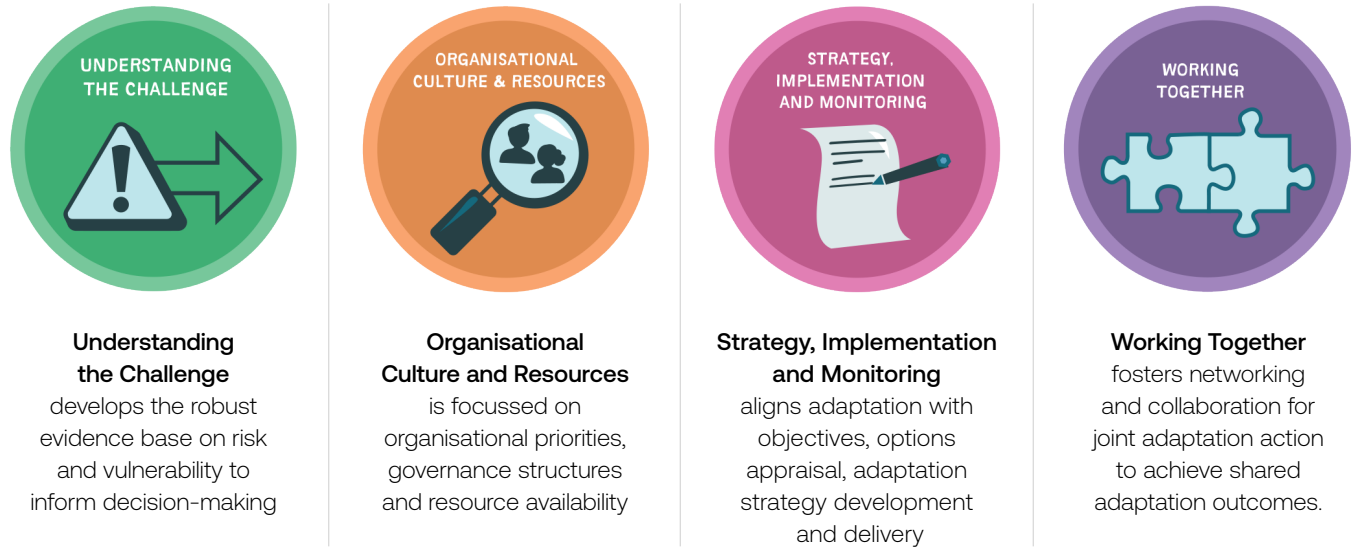 UNDERSTANDING
THE CHALLENGE
Understanding
the Challenge
develops the robust
evidence base on risk
and vulnerability to
inform decision-making
ORGANISATIONAL
CULTURE & RESOURCES
Organisational
Culture and Resources
is focussed on
organisational priorities,
governance structures
and resource availability
STRATEGY,
IMPLEMENTATION
AND MONITORING
Strategy, Implementation
and Monitoring
aligns adaptation with
objectives, options
appraisal, adaptation
strategy development
and delivery
WORKING
TOGETHER
Working Together
fosters networking
and collaboration for
joint adaptation action
to achieve shared
adaptation outcomes.